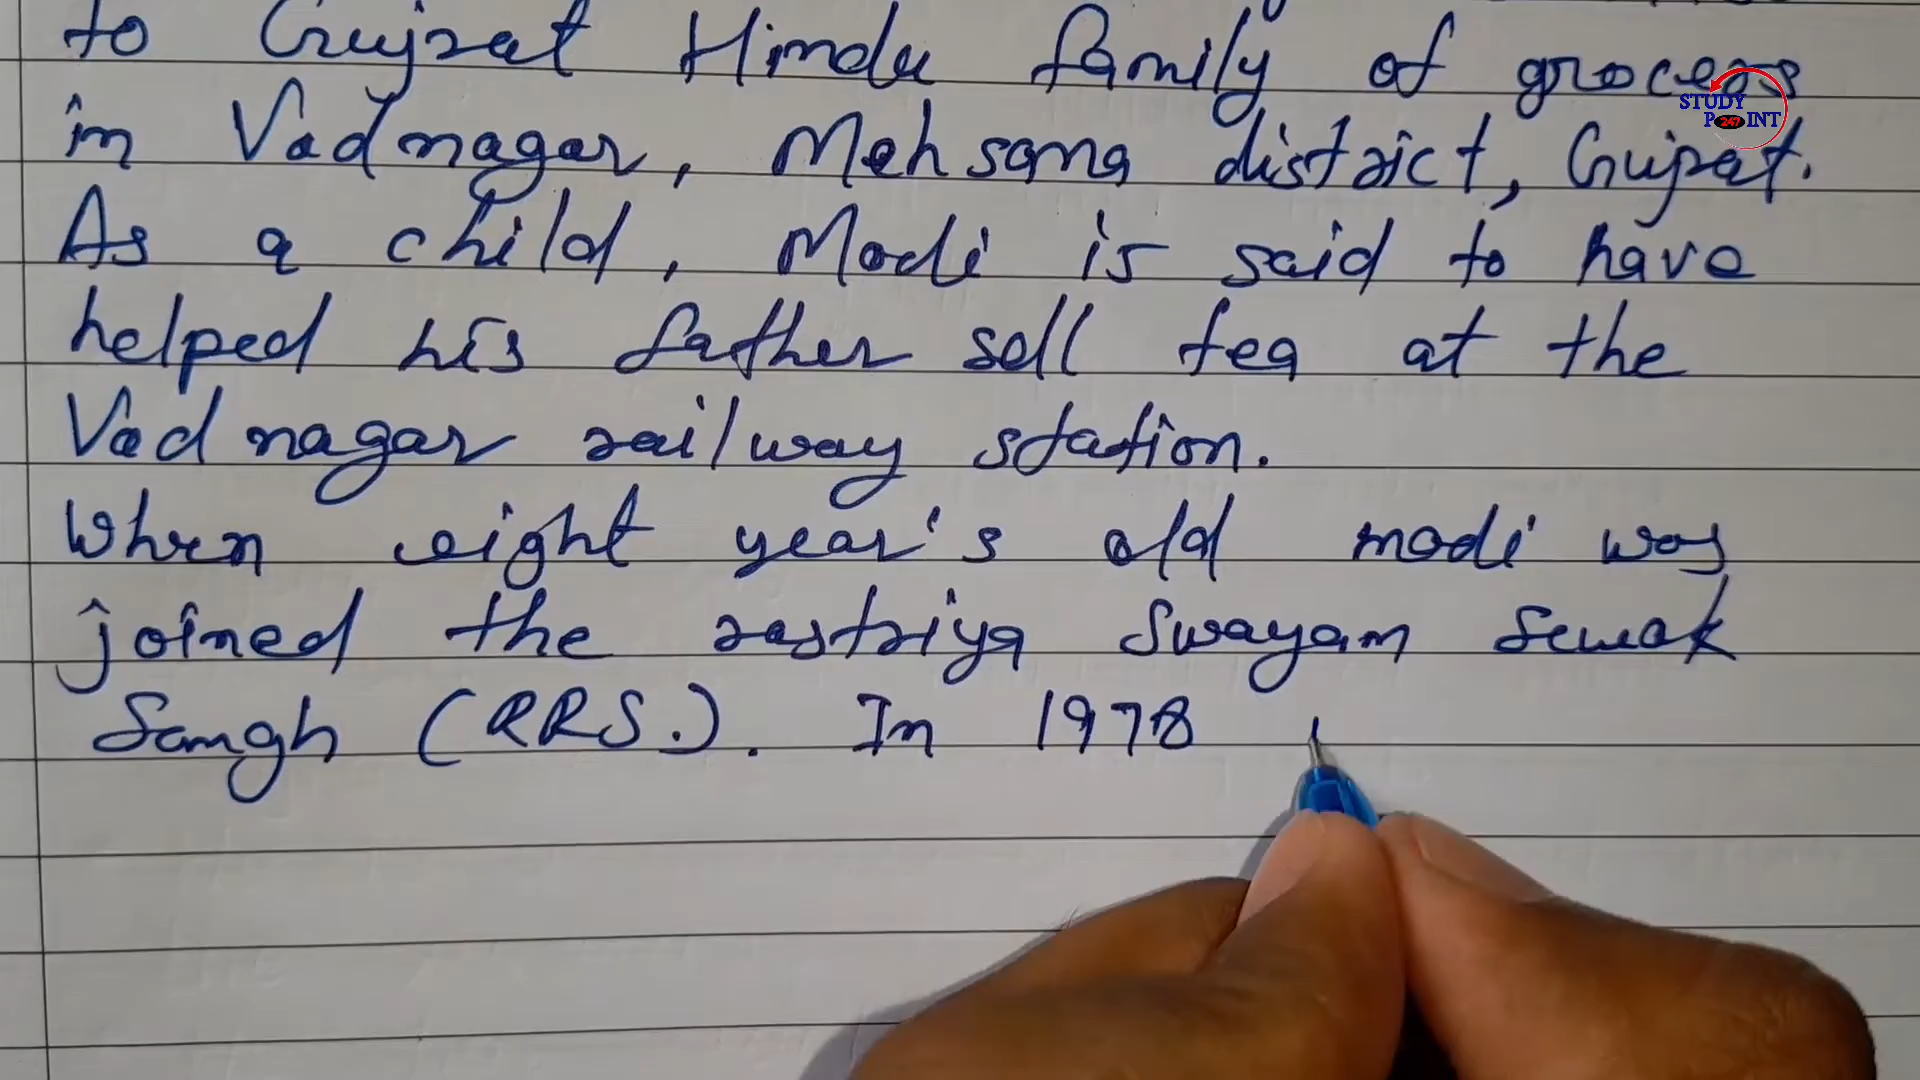 to Gujrat Hindu family of grocers
in Vadnagar, Mehsana district, Gujrat.
As a child, Modi is said to have
helped his father sell tea at the
Vadnagar railway station.
When eight year's old modi was
joined the rastriya Swayam Sewak
Sangh (RRS.). In 1978
STUDY
P 247 INT